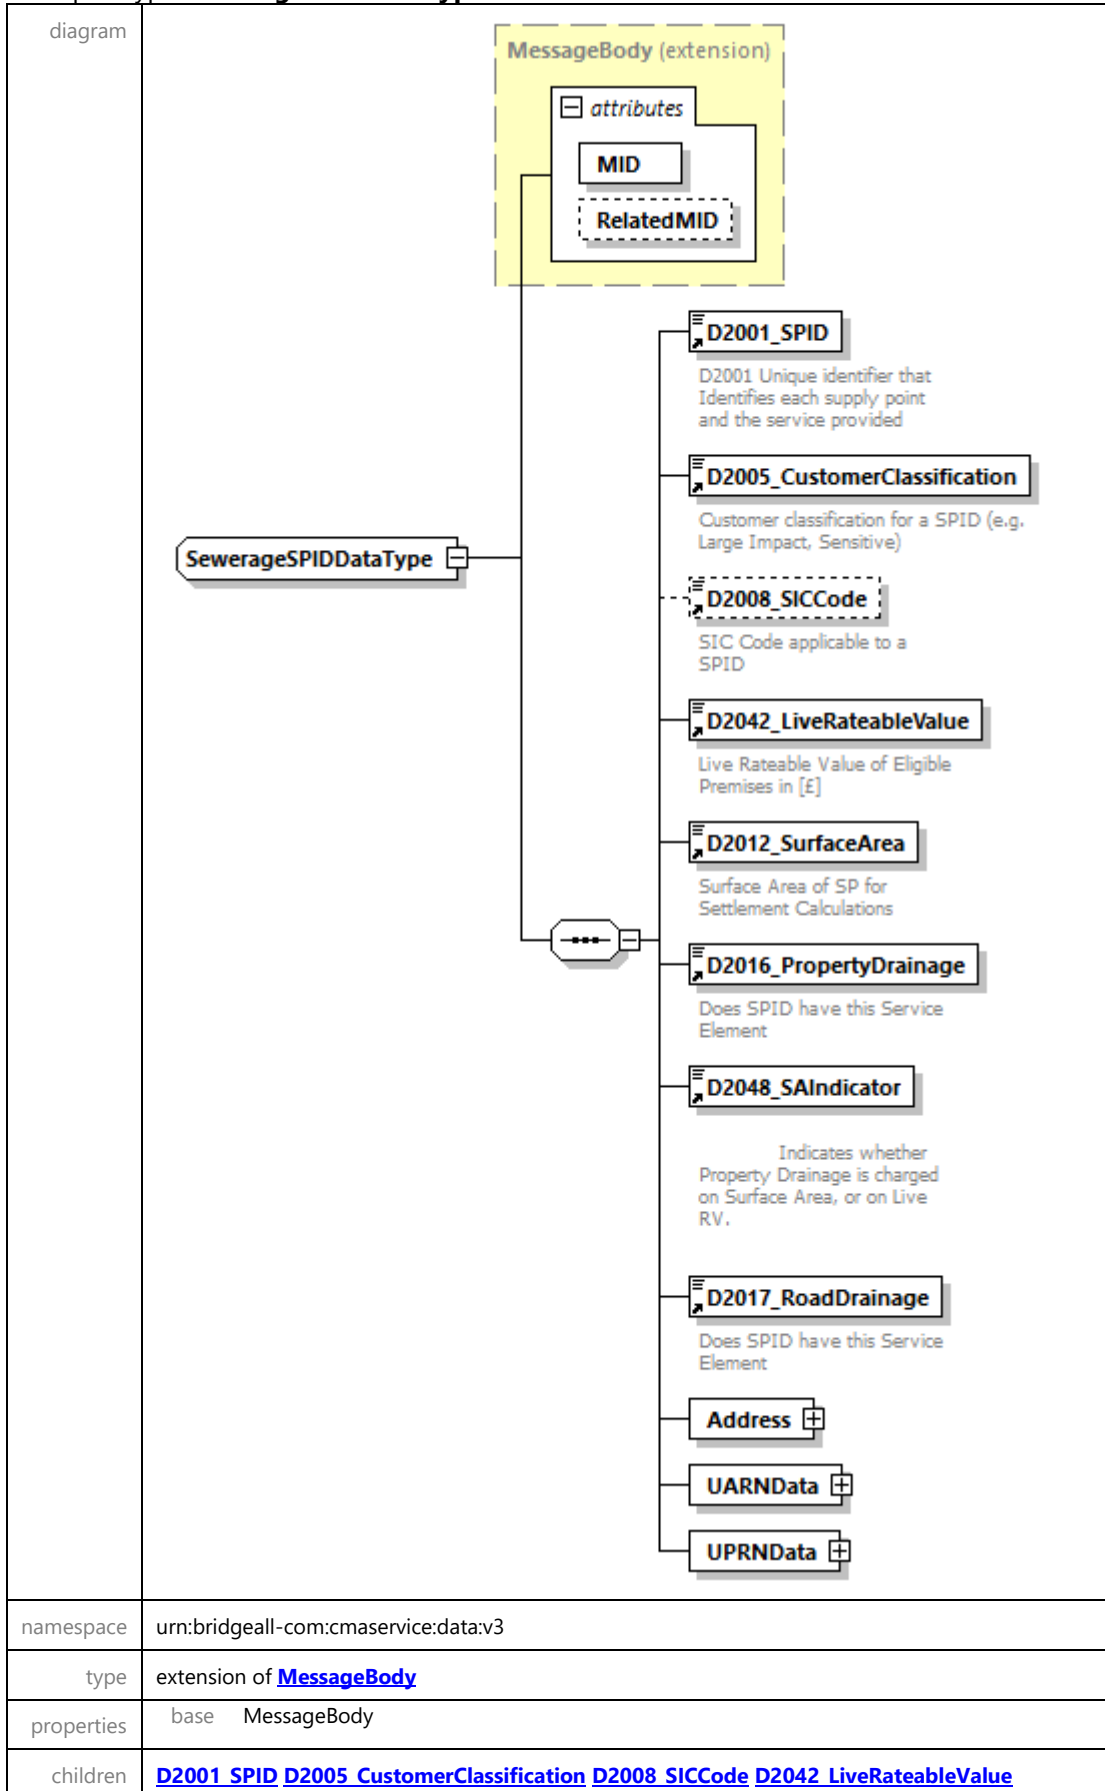 diagram
MessageBody (extension)
attributes
MID
RelatedMID
D2001_SPID
D2001 Unique identifier that
Identifies each supply point
and the service provided
D2005_CustomerClassification
Customer classification for a SPID (e.g.
Large Impact, Sensitive)
SewerageSPIDDataType
D2008_SICCode
SIC Code applicable to a
SPID
D2042_LiveRateableValue
Live Rateable Value of Eligible
Premises in [£]
D2012_SurfaceArea
Surface Area of SP for
Settlement Calculations
D2016_PropertyDrainage
Does SPID have this Service
Element
D2048_SAIndicator
Indicates whether
Property Drainage is charged
on Surface Area, or on Live
RV.
D2017_RoadDrainage
Does SPID have this Service
Element
Address
UARNData
UPRNData
namespace urn:bridgeall-com:cmaservice:data:v3
type extension of MessageBody
properties base MessageBody
children D2001_SPID D2005_CustomerClassification D2008_SICCode D2042_LiveRateableValue